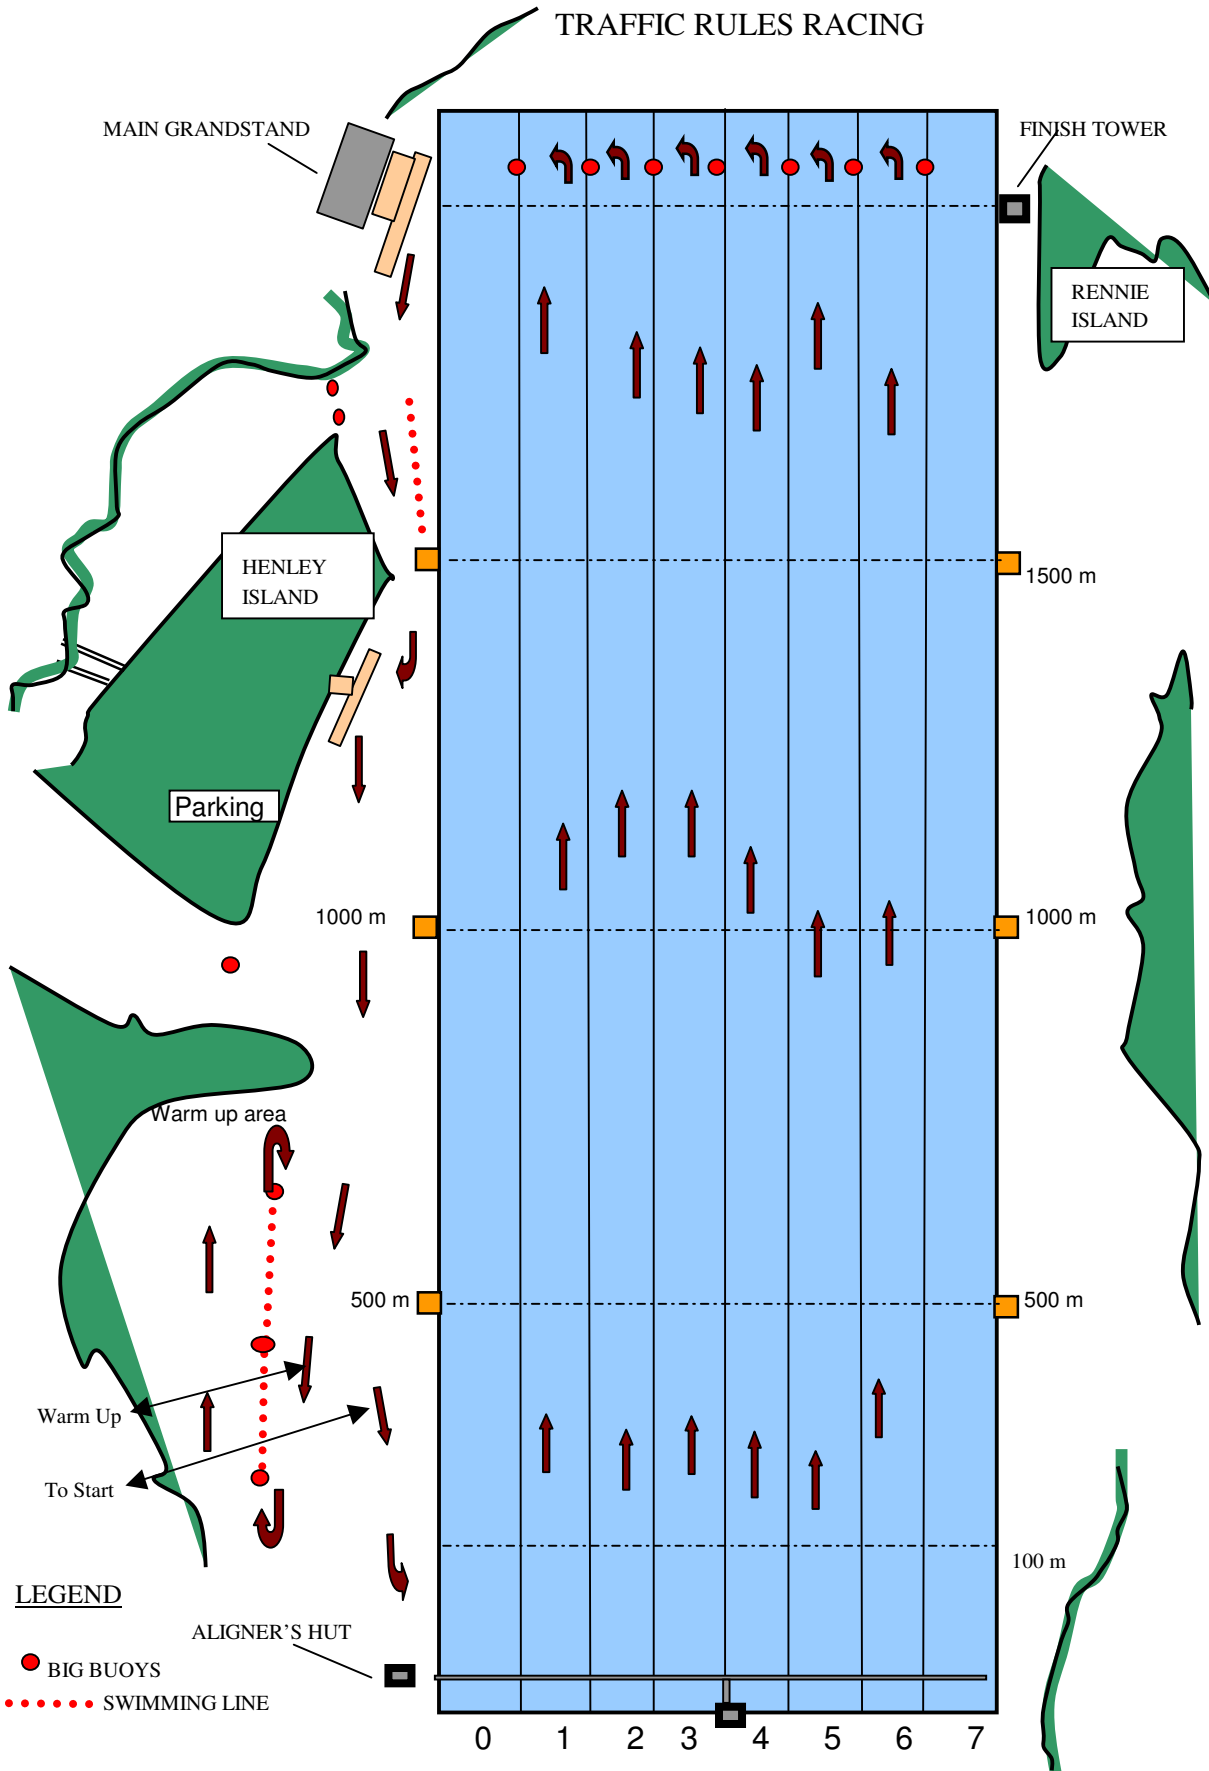 TRAFFIC RULES RACING
MAIN GRANDSTAND
FINISH TOWER
RENNIE
ISLAND
HENLEY
ISLAND
1500 m
Parking
1000 m
1000 m
Warm up area
500 m
500 m
Warm Up
To Start
100 m
LEGEND
ALIGNER'S HUT
BIG BUOYS
SWIMMING LINE
0 1 2 3 4 5 6 7